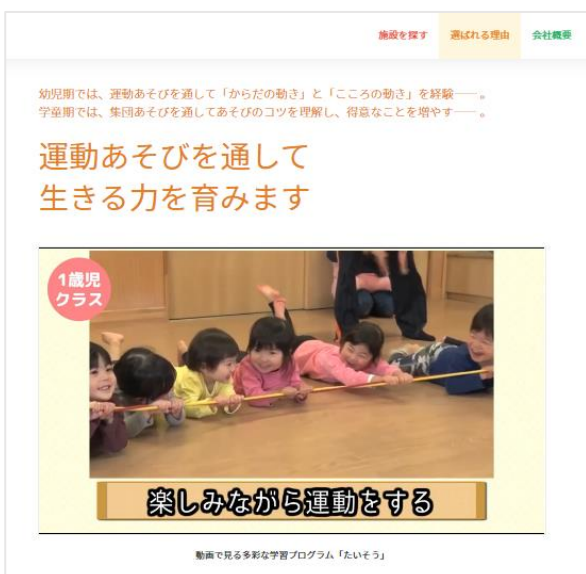 施設を探す 選ばれる理由 会社概要
幼児期では、運動あそびを通して「からだの動き」と「こころの動き」を経験――。
学童期では、集団あそびを通してあそびのコツを理解し、得意なことを増やす――。
運動あそびを通して
生きる力を育みます
1歳児
クラス
楽しみながら運動をする
動画で見る多彩な学習プログラム「たいそう」